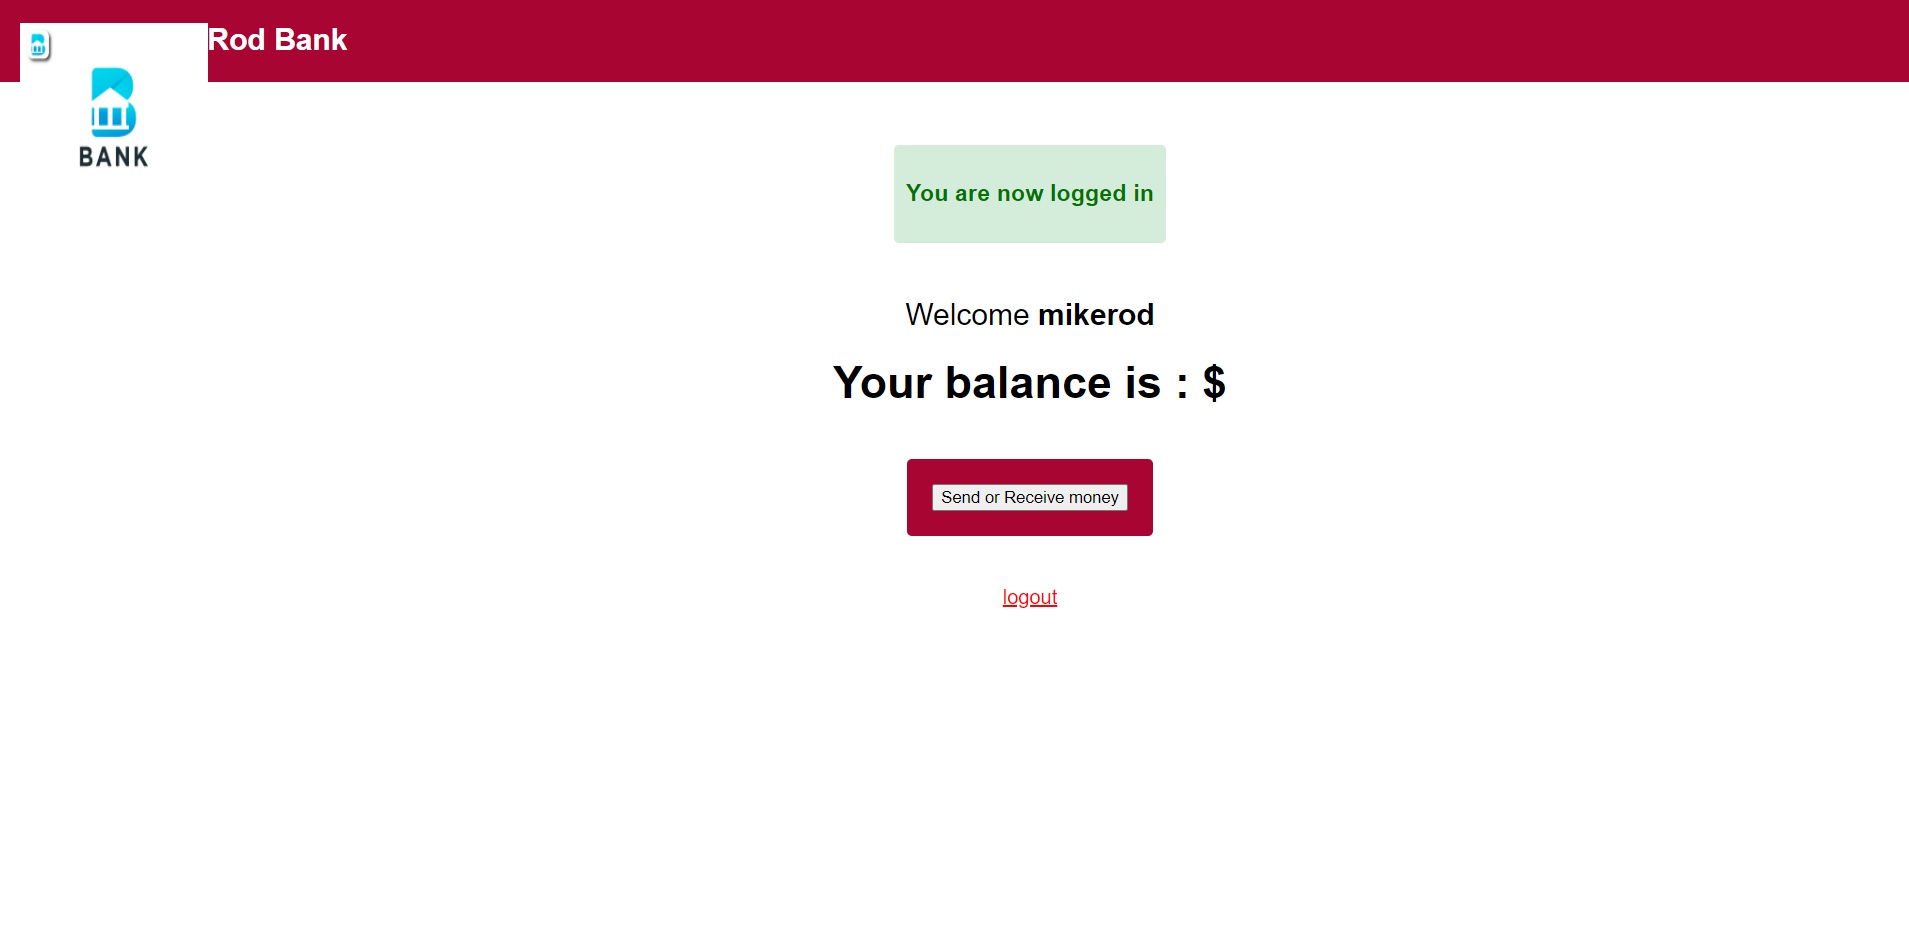 Rod Bank
BANK
You are now logged in
Welcome mikerod
Your balance is : $
Send or Receive money
logout